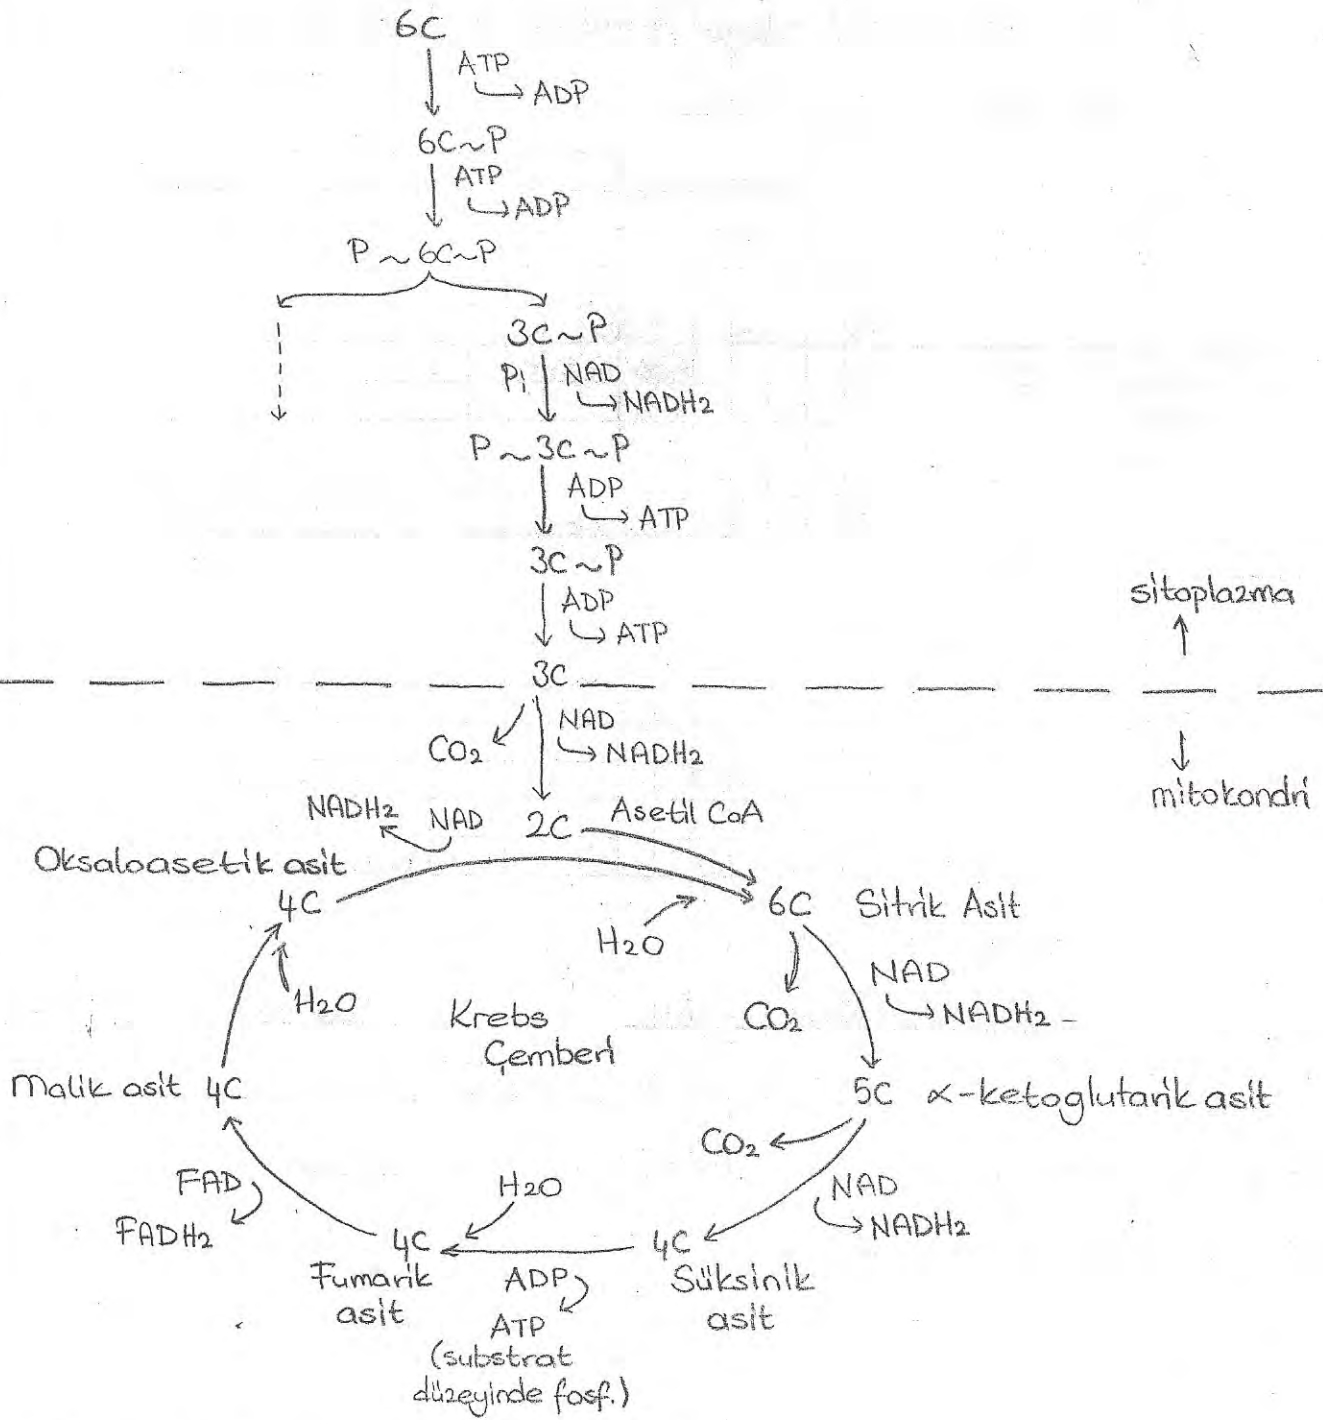 6C
ATP
ADP
6C~P
ATP
ADP
P~6C~P
3C~P
Pi NAD
NADH2
P~3C~P
ADP
ATP
3C~P
ADP
ATP
sitoplazma
3C
NAD
CO2 NADH2
mitokondri
NADH2 NAD 2C Asetil CoA
Oksaloasetik asit
4C
6C Sitrik Asit
H2O
NAD
H2O
CO2 NADH2
Krebs
Çemberi
Malik asit 4C
5C α-ketoglutarik asit
CO2
FAD
H2O
NAD
FADH2
NADH2
4C
4C
Fumarik
asit
ADP
ATP
(substrat
düzeyinde fosf.)
Süksinik
asit